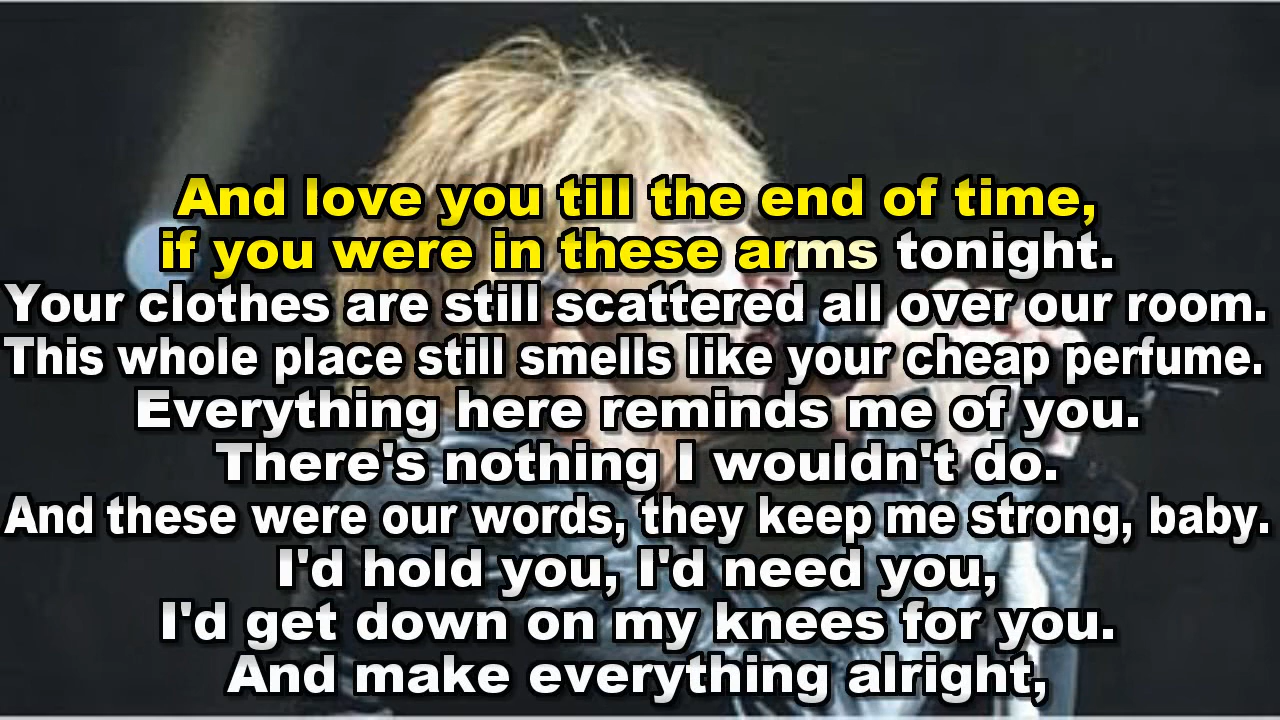 And love you till the end of time,
if you were in these arms tonight.
Your clothes are still scattered all over our room.
This whole place still smells like your cheap perfume.
Everything here reminds me of you.
There's nothing I wouldn't do.
And these were our words, they keep me strong, baby.
I'd hold you, I'd need you,
I'd get down on my knees for you.
And make everything alright,